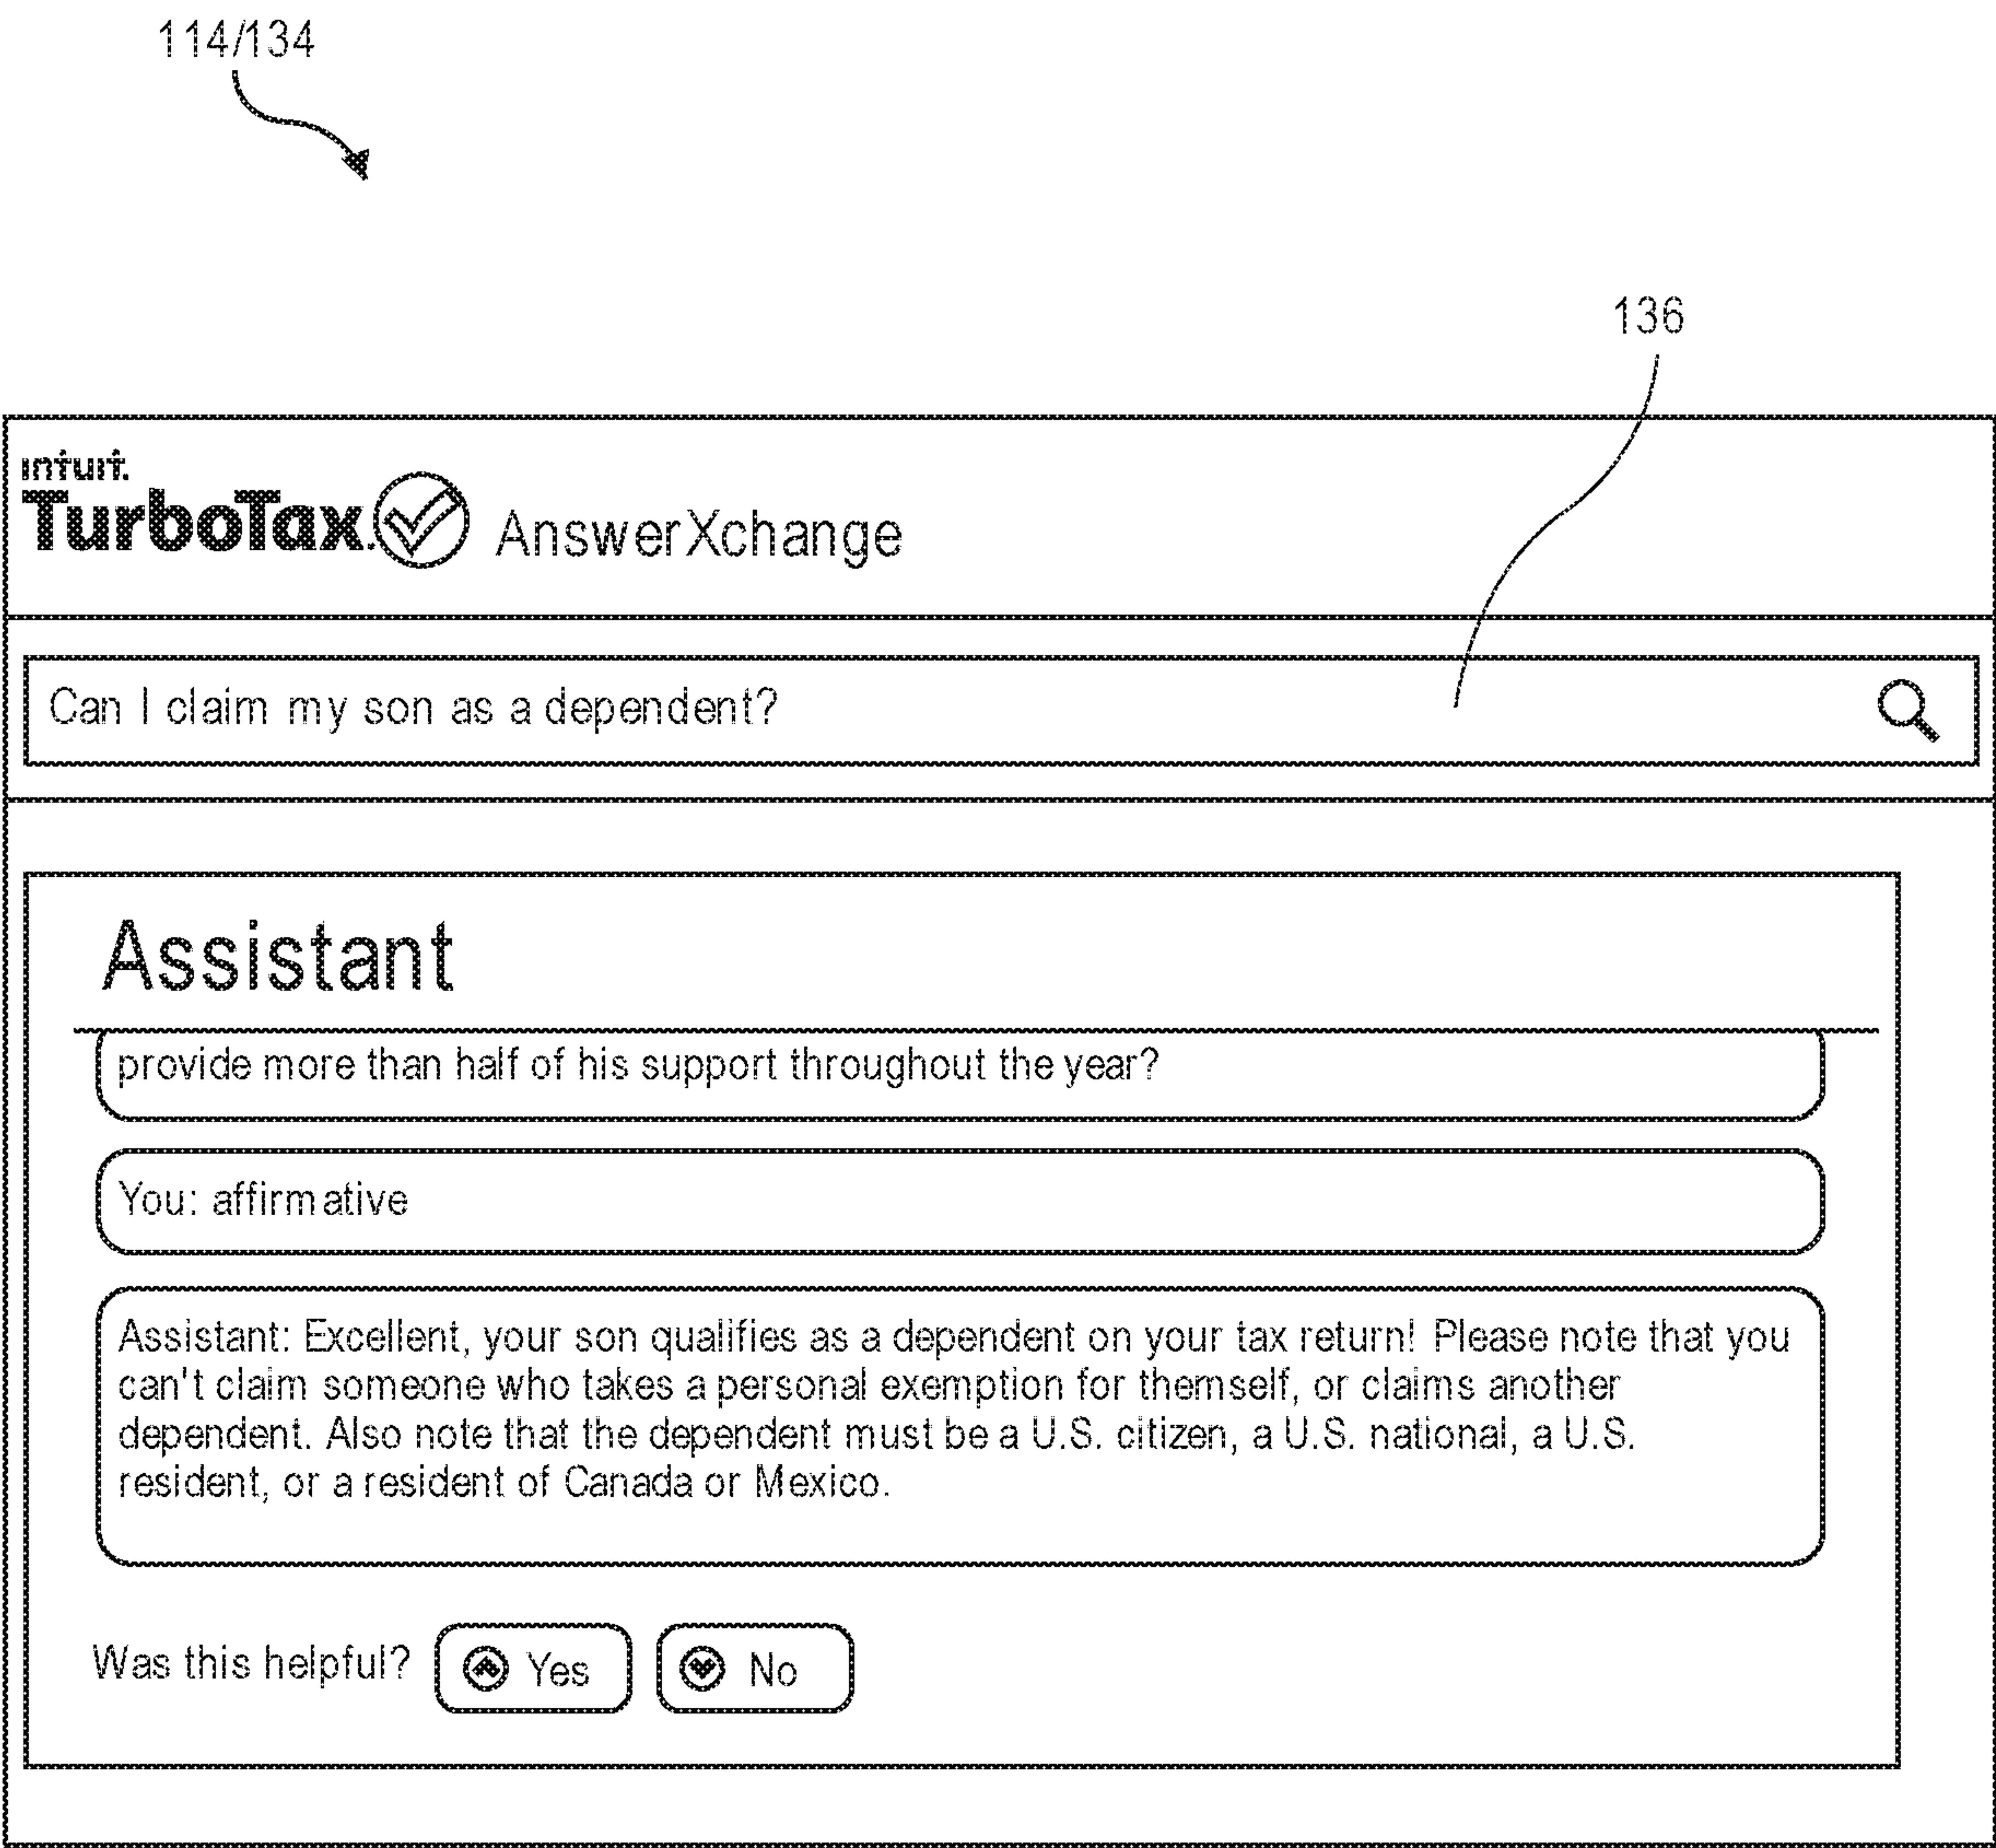 114/134
136
intuit.
TurboTax. AnswerXchange
Can I claim my son as a dependent?
Assistant
provide more than half of his support throughout the year?
You: affirmative
Assistant: Excellent, your son qualifies as a dependent on your tax return! Please note that you
can't claim someone who takes a personal exemption for themself, or claims another
dependent. Also note that the dependent must be a U.S. citizen, a U.S. national, a U.S.
resident, or a resident of Canada or Mexico.
Was this helpful? Yes No